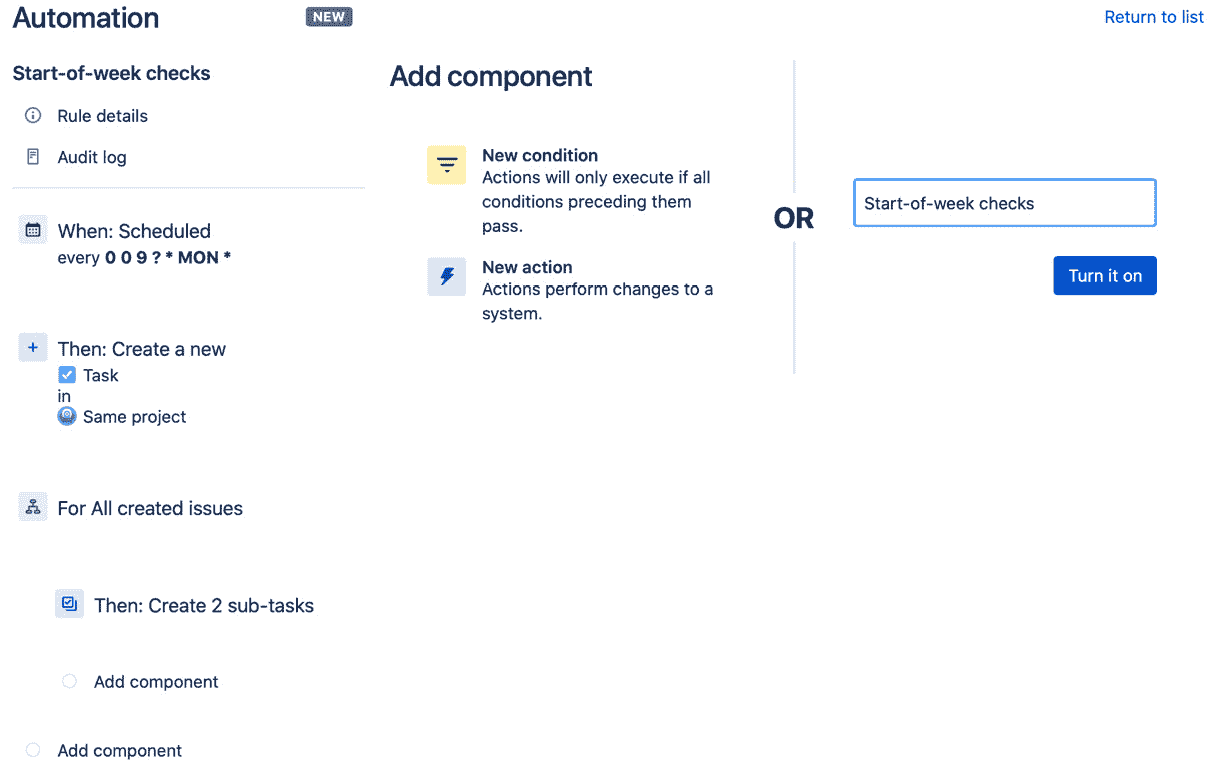 Automation
NEW
Return to list
Start-of-week checks
Rule details
Audit log
When: Scheduled
every 0 0 9 ? * MON *
Then: Create a new
Task
in
Same project
For All created issues
Then: Create 2 sub-tasks
Add component
Add component
Add component
New condition
Actions will only execute if all
conditions preceding them
pass.
New action
Actions perform changes to a
system.
OR
Start-of-week checks
Turn it on